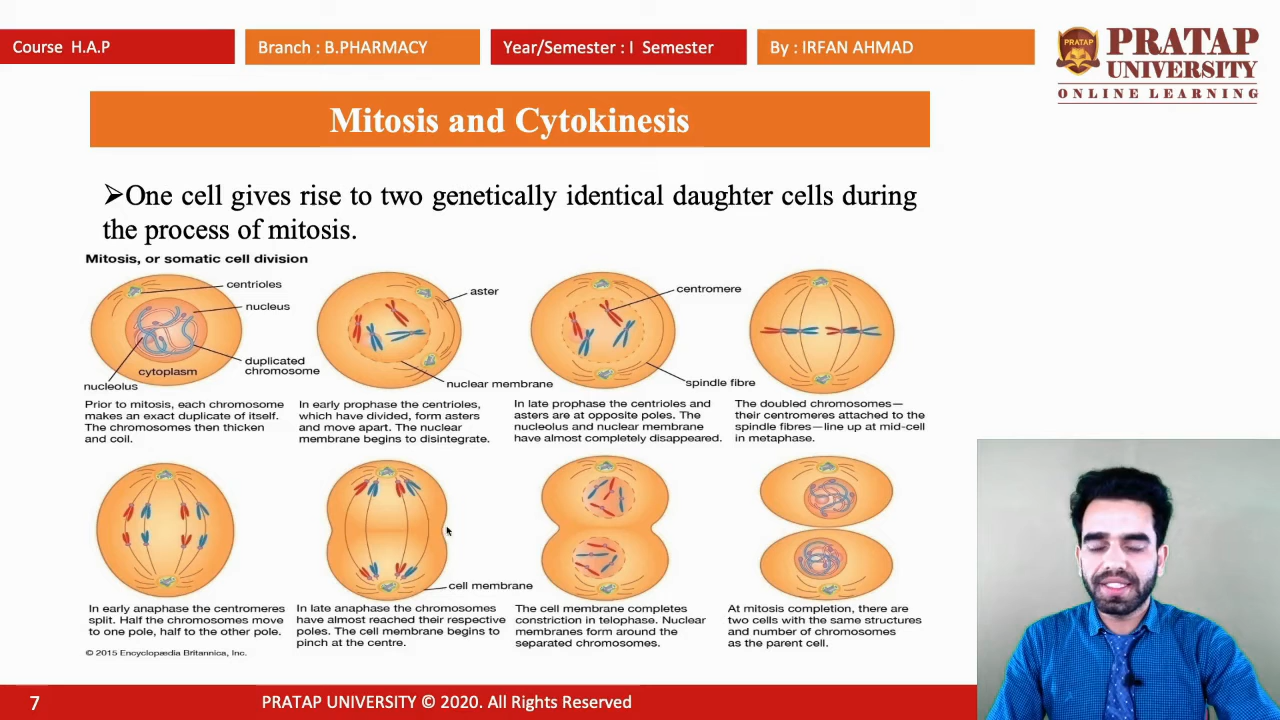 Course H.A.P
Branch : B.PHARMACY
Year/Semester : I Semester
By : IRFAN AHMAD
PRATAP
PRATAP
UNIVERSITY
ONLINE LEARNING
Mitosis and Cytokinesis
➢One cell gives rise to two genetically identical daughter cells during
the process of mitosis.
Mitosis, or somatic cell division
centrioles
nucleus
duplicated
chromosome
cytoplasm
nucleolus
aster
nuclear membrane
centromere
spindle fibre
Prior to mitosis, each chromosome
makes an exact duplicate of itself.
The chromosomes then thicken
and coil.
In early prophase the centrioles,
which have divided, form asters
and move apart. The nuclear
membrane begins to disintegrate.
In late prophase the centrioles and
asters are at opposite poles. The
nucleolus and nuclear membrane
have almost completely disappeared.
The doubled chromosomes—
their centromeres attached to the
spindle fibres—line up at mid-cell
in metaphase.
cell membrane
In early anaphase the centromeres
split. Half the chromosomes move
to one pole, half to the other pole.
In late anaphase the chromosomes
have almost reached their respective
poles. The cell membrane begins to
pinch at the centre.
The cell membrane completes
constriction in telophase. Nuclear
membranes form around the
separated chromosomes.
At mitosis completion, there are
two cells with the same structures
and number of chromosomes
as the parent cell.
© 2015 Encyclopædia Britannica, Inc.
7
PRATAP UNIVERSITY © 2020. All Rights Reserved